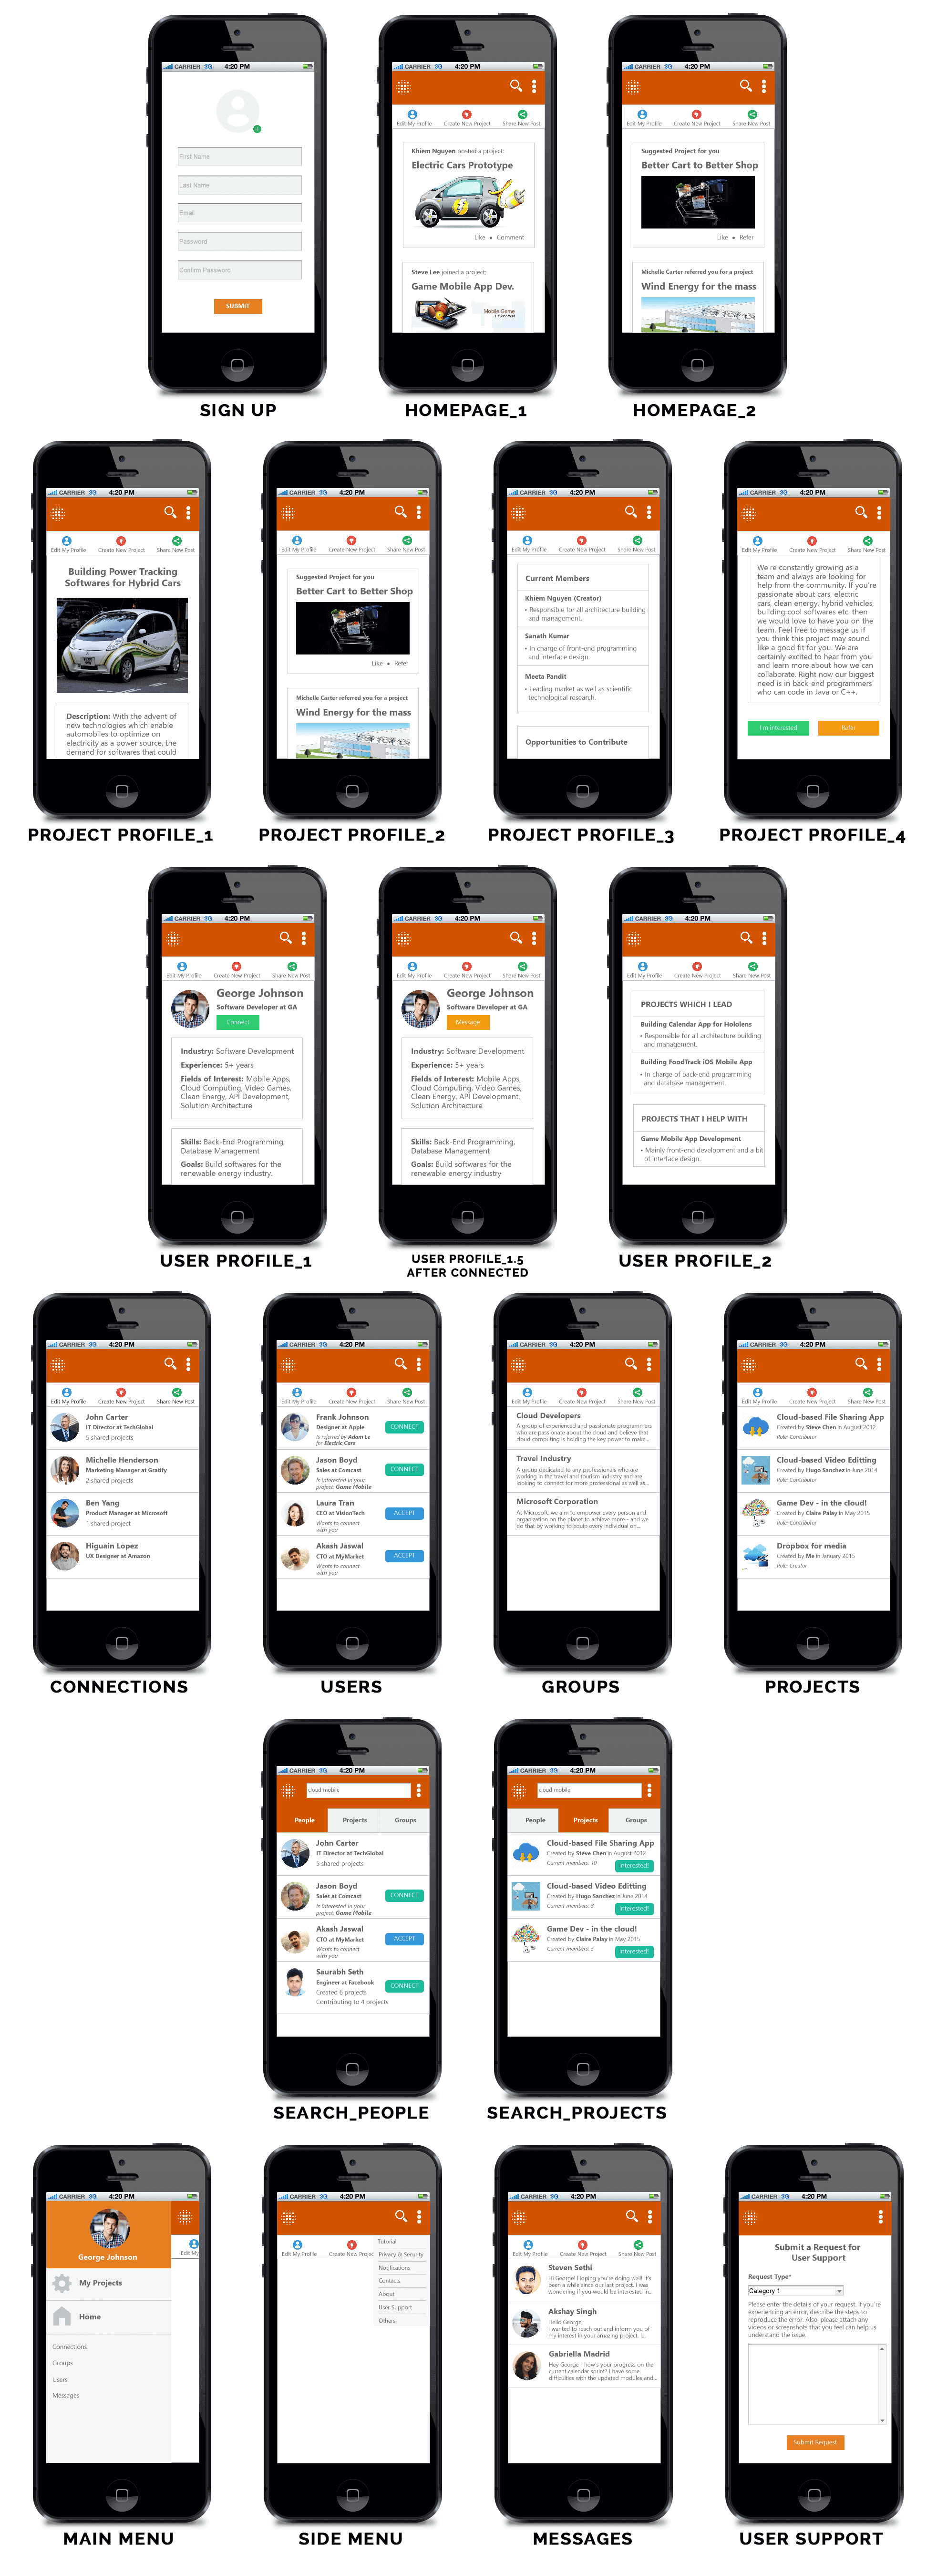 CARRIER 3G 4:20 PM
First Name
Last Name
Email
Password
Confirm Password
SUBMIT
SIGN UP
CARRIER 3G 4:20 PM
Edit My Profile Create New Project Share New Post
Khiem Nguyen posted a project:
Electric Cars Prototype
Like • Comment
Steve Lee joined a project:
Game Mobile App Dev.
Mobile Game
HOMEPAGE_1
CARRIER 3G 4:20 PM
Edit My Profile Create New Project Share New Post
Suggested Project for you
Better Cart to Better Shop
Like • Refer
Michelle Carter referred you for a project
Wind Energy for the mass
HOMEPAGE_2
CARRIER 3G 4:20 PM
Edit My Profile Create New Project Share New Post
Building Power Tracking
Softwares for Hybrid Cars
Description: With the advent of
new technologies which enable
automobiles to optimize on
electricity as a power source, the
demand for softwares that could
PROJECT PROFILE_1
CARRIER 3G 4:20 PM
Edit My Profile Create New Project Share New Post
Suggested Project for you
Better Cart to Better Shop
Like • Refer
Michelle Carter referred you for a project
Wind Energy for the mass
PROJECT PROFILE_2
CARRIER 3G 4:20 PM
Edit My Profile Create New Project Share New Post
Current Members
Khiem Nguyen (Creator)
• Responsible for all architecture building
and management.
Sanath Kumar
• In charge of front-end programming
and interface design.
Meeta Pandit
• Leading market as well as scientific
technological research.
Opportunities to Contribute
PROJECT PROFILE_3
CARRIER 3G 4:20 PM
Edit My Profile Create New Project Share New Post
We're constantly growing as a
team and always are looking for
help from the community. If you're
passionate about cars, electric
cars, clean energy, hybrid vehicles,
building cool softwares etc. then
we would love to have you on the
team. Feel free to message us if
you think this project may sound
like a good fit for you. We are
certainly excited to hear from you
and learn more about how we can
collaborate. Right now our biggest
need is in back-end programmers
who can code in Java or C++.
I'm Interested Refer
PROJECT PROFILE_4
CARRIER 3G 4:20 PM
Edit My Profile Create New Project Share New Post
George Johnson
Software Developer at GA
Connect
Industry: Software Development
Experience: 5+ years
Fields of Interest: Mobile Apps,
Cloud Computing, Video Games,
Clean Energy, API Development,
Solution Architecture
Skills: Back-End Programming,
Database Management
Goals: Build softwares for the
renewable energy industry.
USER PROFILE_1
CARRIER 3G 4:20 PM
Edit My Profile Create New Project Share New Post
George Johnson
Software Developer at GA
Message
Industry: Software Development
Experience: 5+ years
Fields of Interest: Mobile Apps,
Cloud Computing, Video Games,
Clean Energy, API Development,
Solution Architecture
Skills: Back-End Programming,
Database Management
Goals: Build softwares for the
renewable energy industry
USER PROFILE_1.5
AFTER CONNECTED
CARRIER 3G 4:20 PM
Edit My Profile Create New Project Share New Post
PROJECTS WHICH I LEAD
Building Calendar App for Hololens
• Responsible for all architecture building
and management.
Building FoodTrack iOS Mobile App
• In charge of back-end programming
and database management.
PROJECTS THAT I HELP WITH
Game Mobile App Development
• Mainly front-end development and a bit
of interface design.
USER PROFILE_2
CARRIER 3G 4:20 PM
Edit My Profile Create New Project Share New Post
John Carter
IT Director at TechGlobal
5 shared projects
Michelle Henderson
Marketing Manager at Gratify
2 shared projects
Ben Yang
Product Manager at Microsoft
1 shared project
Higuain Lopez
UX Designer at Amazon
CONNECTIONS
CARRIER 3G 4:20 PM
Edit My Profile Create New Project Share New Post
Frank Johnson
Designer at Apple
Is referred by Adam Le
for Electric Cars
CONNECT
Jason Boyd
Sales at Comcast
Is interested in your
project: Game Mobile
CONNECT
Laura Tran
CEO at VisionTech
Wants to connect
with you
ACCEPT
Akash Jaswal
CTO at MyMarket
Wants to connect
with you
ACCEPT
USERS
CARRIER 3G 4:20 PM
Edit My Profile Create New Project Share New Post
Cloud Developers
A group of experienced and passionate programmers
who are passionate about the cloud and believe that
cloud computing is holding the key power to make...
Travel Industry
A group dedicated to any professionals who are
working in the travel and tourism industry and are
looking to connect for more professional as well as...
Microsoft Corporation
At Microsoft, we aim to empower every person and
organization on the planet to achieve more - and we
do that by working to equip every individual on...
GROUPS
CARRIER 3G 4:20 PM
Edit My Profile Create New Project Share New Post
Cloud-based File Sharing App
Created by Steve Chen in August 2012
Role: Contributor
Cloud-based Video Editting
Created by Hugo Sanchez in June 2014
Role: Contributor
Game Dev - in the cloud!
Created by Claire Palay in May 2015
Role: Contributor
Dropbox for media
Created by Me in January 2015
Role: Creator
PROJECTS
CARRIER 3G 4:20 PM
cloud mobile
People Projects Groups
John Carter
IT Director at TechGlobal
5 shared projects
Jason Boyd
Sales at Comcast
Is interested in your
project: Game Mobile
CONNECT
Akash Jaswal
CTO at MyMarket
Wants to connect
with you
ACCEPT
Saurabh Seth
Engineer at Facebook
Created 6 projects
Contributing to 4 projects
CONNECT
SEARCH_PEOPLE
CARRIER 3G 4:20 PM
cloud mobile
People Projects Groups
Cloud-based File Sharing App
Created by Steve Chen in August 2012
Current members: 10
Interested!
Cloud-based Video Editting
Created by Hugo Sanchez in June 2014
Current members: 3
Interested!
Game Dev - in the cloud!
Created by Claire Palay in May 2015
Current members: 5
Interested!
SEARCH_PROJECTS
CARRIER 3G 4:20 PM
George Johnson
Edit My
My Projects
Home
Connections
Groups
Users
Messages
MAIN MENU
CARRIER 3G 4:20 PM
Edit My Profile Create New Projec
Tutorial
Privacy & Security
Notifications
Contacts
About
User Support
Others
SIDE MENU
CARRIER 3G 4:20 PM
Edit My Profile Create New Project Share New Post
Steven Sethi
Hi George! Hoping you're doing well! It's
been a while since our last project. I was
wondering if you would be interested in...
Akshay Singh
Hello George,
I wanted to reach out and inform you of
my interest in your amazing project. I...
Gabriella Madrid
Hey George - how's your progress on the
current calendar sprint? I have some
difficulties with the updated modules and...
MESSAGES
CARRIER 3G 4:20 PM
Submit a Request for
User Support
Request Type*
Category 1
Please enter the details of your request. If you're
experiencing an error, describe the steps to
reproduce the error. Also, please attach any
videos or screenshots that you feel can help us
understand the issue.
Submit Request
USER SUPPORT